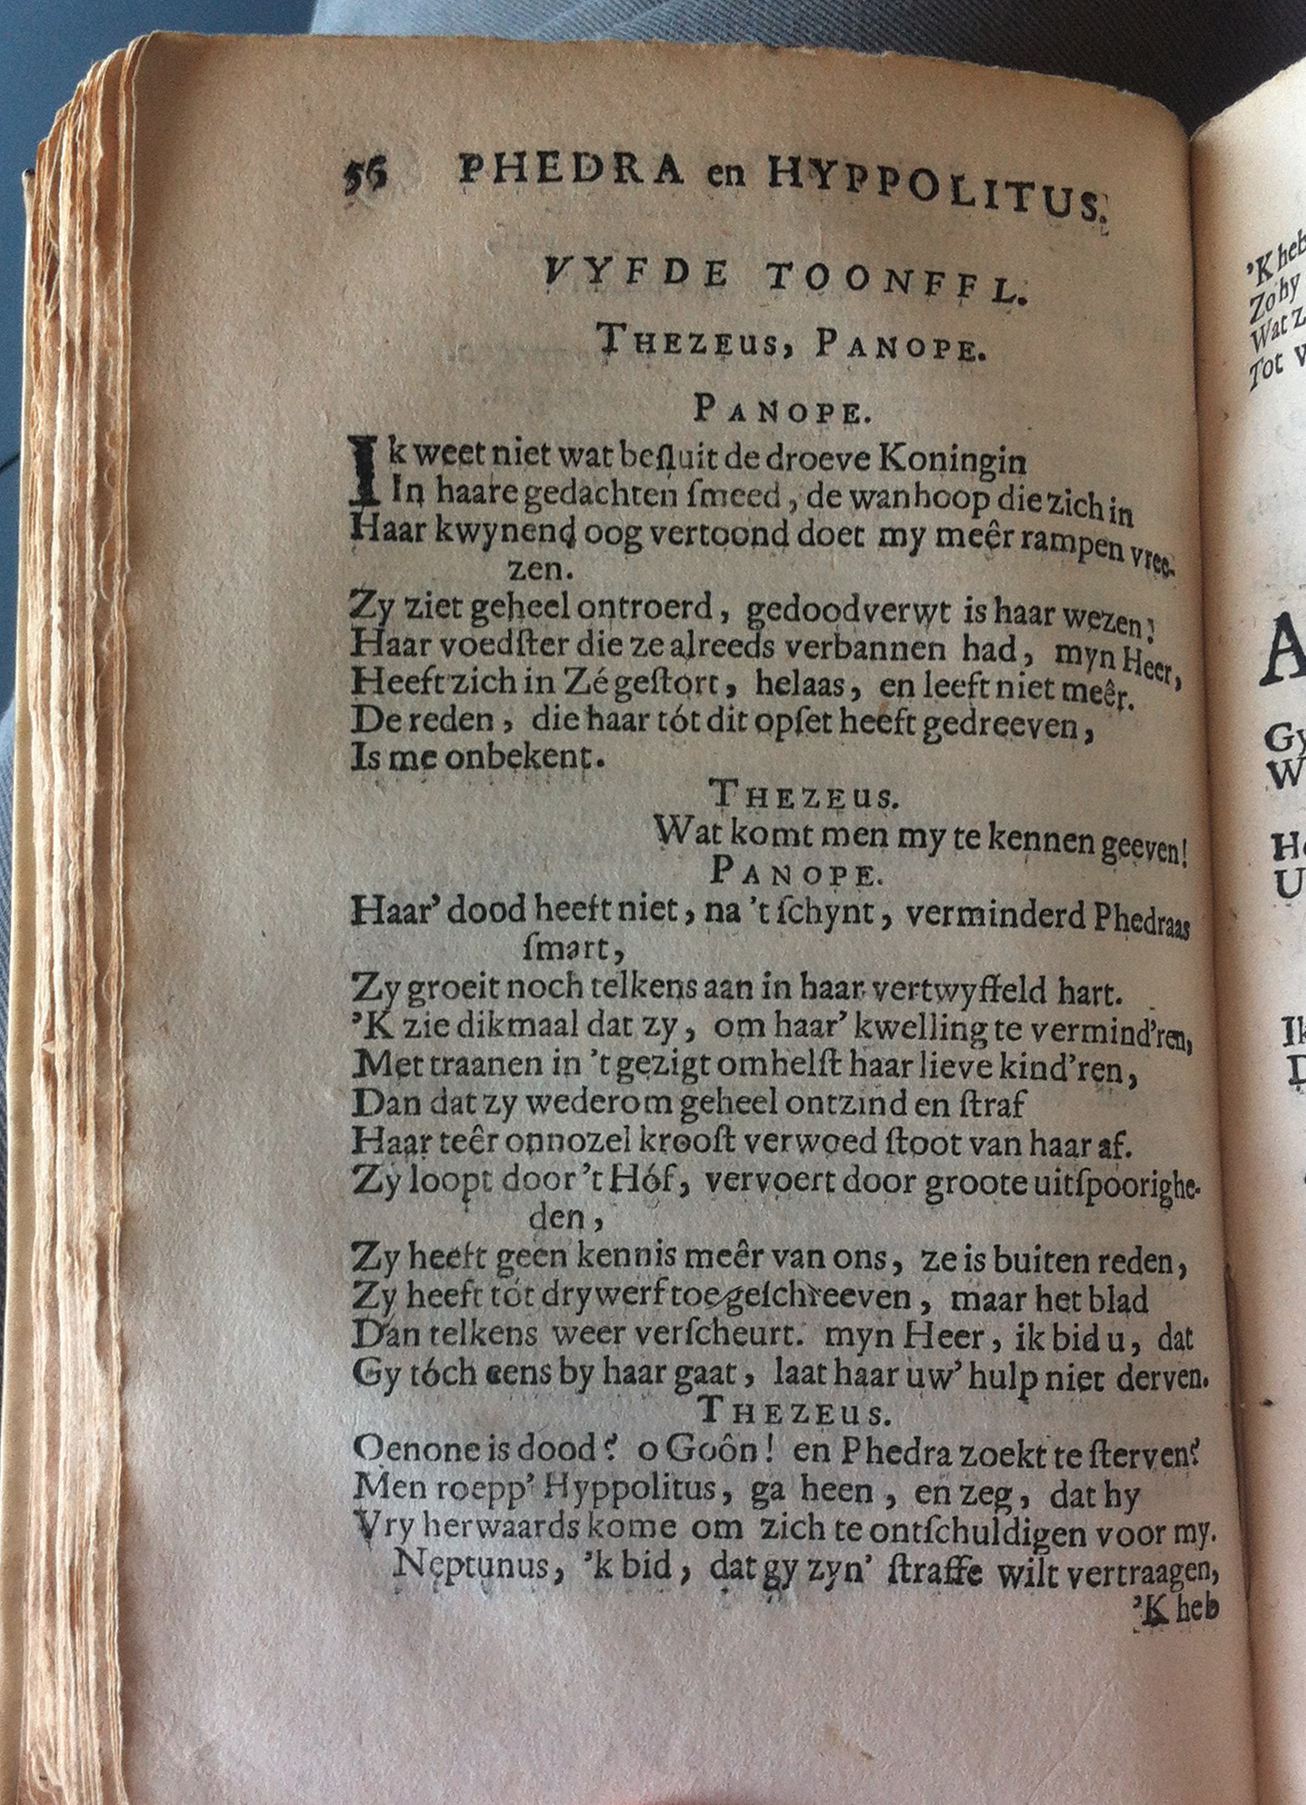 56 PHEDRA en HYPPOLITUS.
VYFDE TOONFFL.
THEZEUS, PANOPE.
PANOPE.
Ik weet niet wat beſluit de droeve Koningin
In haare gedachten ſmeed, de wanhoop die zich in
Haar kwynend oog vertoond doet my meêr rampen vree-
zen.
Zy ziet geheel ontroerd, gedoodverwt is haar wezen;
Haar voedſter die ze alreeds verbannen had, myn Heer,
Heeft zich in Zé geſtort, helaas, en leeft niet meêr.
De reden, die haar tót dit opſet heeft gedreeven,
Is me onbekent.
THEZEUS.
Wat komt men my te kennen geeven!
PANOPE.
Haar' dood heeft niet, na 't ſchynt, verminderd Phedraas
ſmart,
Zy groeit noch telkens aan in haar vertwyffeld hart.
'K zie dikmaal dat zy, om haar' kwelling te vermind'ren,
Met traanen in 't gezigt omhelſt haar lieve kind'ren,
Dan dat zy wederom geheel ontzind en ſtraf
Haar teêr onnozel krooſt verwoed ſtoot van haar af.
Zy loopt door 't Hóf, vervoert door groote uitſpoorighe-
den,
Zy heeft geen kennis meêr van ons, ze is buiten reden,
Zy heeft tót drywerf toe geſchreeven, maar het blad
Dan telkens weer verſcheurt. myn Heer, ik bid u, dat
Gy tóch eens by haar gaat, laat haar uw' hulp niet derven.
THEZEUS.
Oenone is dood? o Goôn! en Phedra zoekt te ſterven?
Men roepp' Hyppolitus, ga heen, en zeg, dat hy
Vry herwaards kome om zich te ontſchuldigen voor my.
Neptunus, 'k bid, dat gy zyn' ſtraffe wilt vertraagen,
'K heb
'K heb
Zo hy
Wat
Tot
Gy